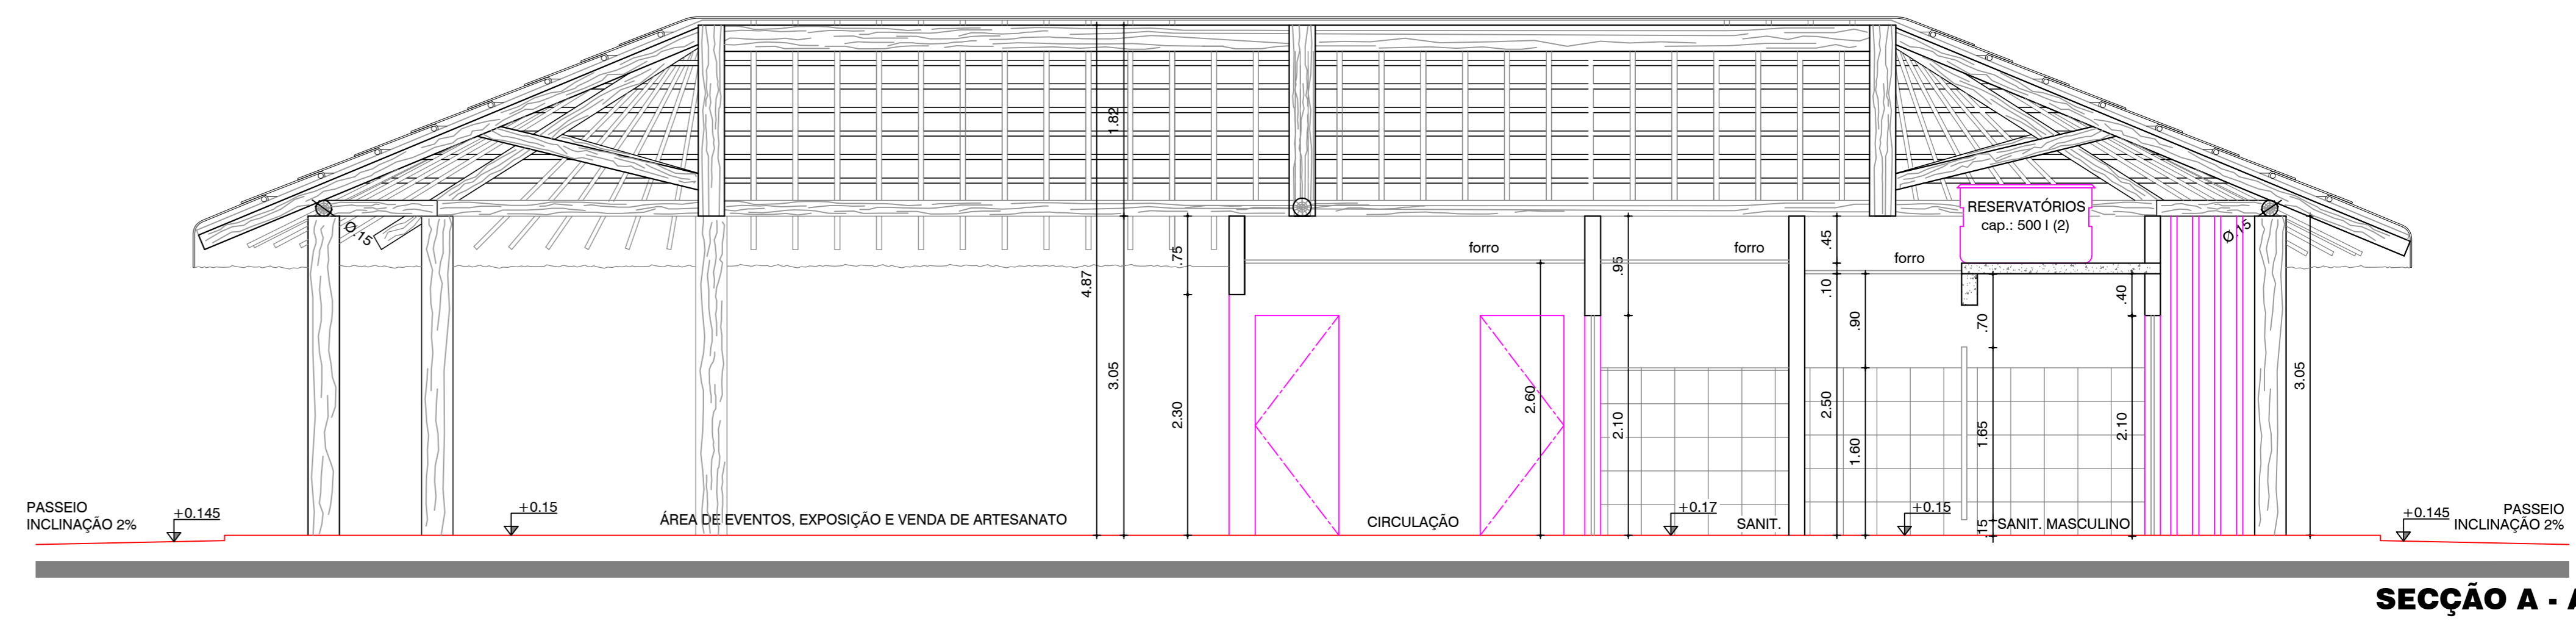 1.82
RESERVATÓRIOS
cap.: 500 l (2)
Ø.15
Ø.15
forro
forro
forro
.75
.95
.45
.10
.40
4.87
3.05
2.30
2.60
2.10
2.50
.90
1.60
.70
1.65
.15
2.10
3.05
PASSEIO
INCLINAÇÃO 2%
+0.145
+0.15
ÁREA DE EVENTOS, EXPOSIÇÃO E VENDA DE ARTESANATO
CIRCULAÇÃO
+0.17
SANIT.
+0.15
SANIT. MASCULINO
+0.145
PASSEIO
INCLINAÇÃO 2%
SECÇÃO A - A